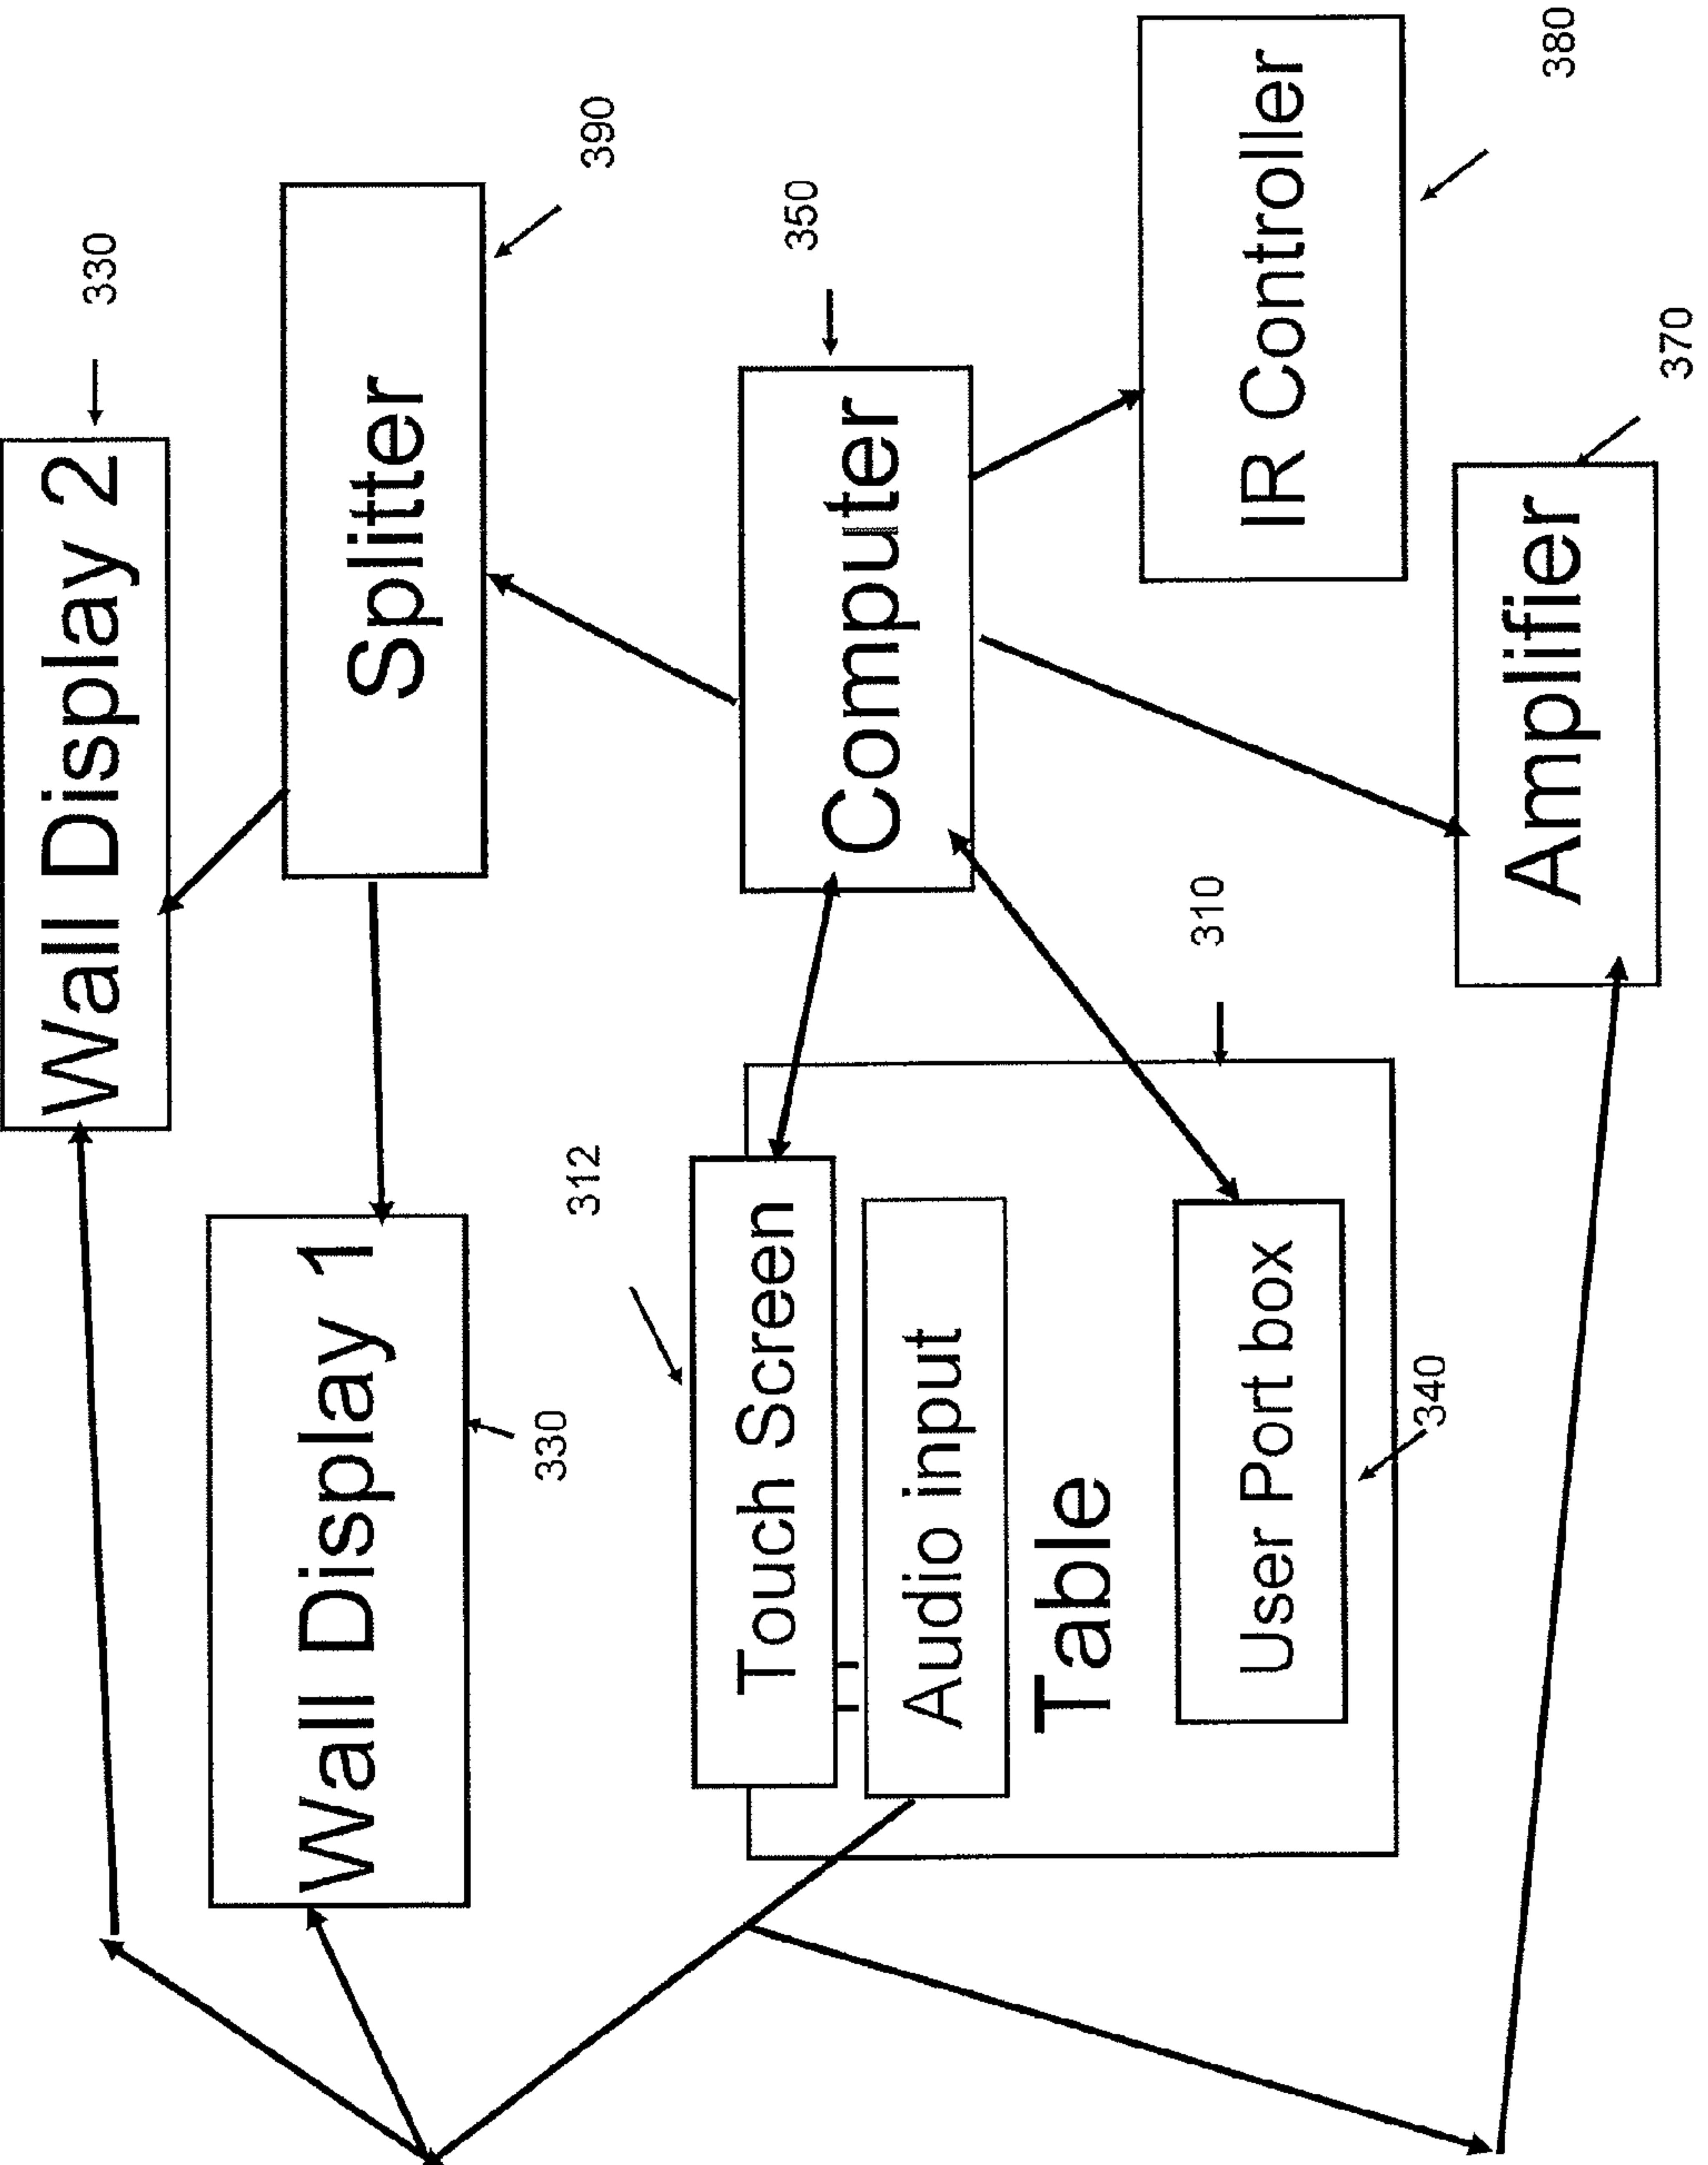 Wall Display 2
330
Splitter
390
Wall Display 1
330
Computer
350
312
Touch Screen
Audio input
Table
310
User Port box
340
IR Controller
380
Amplifier
370